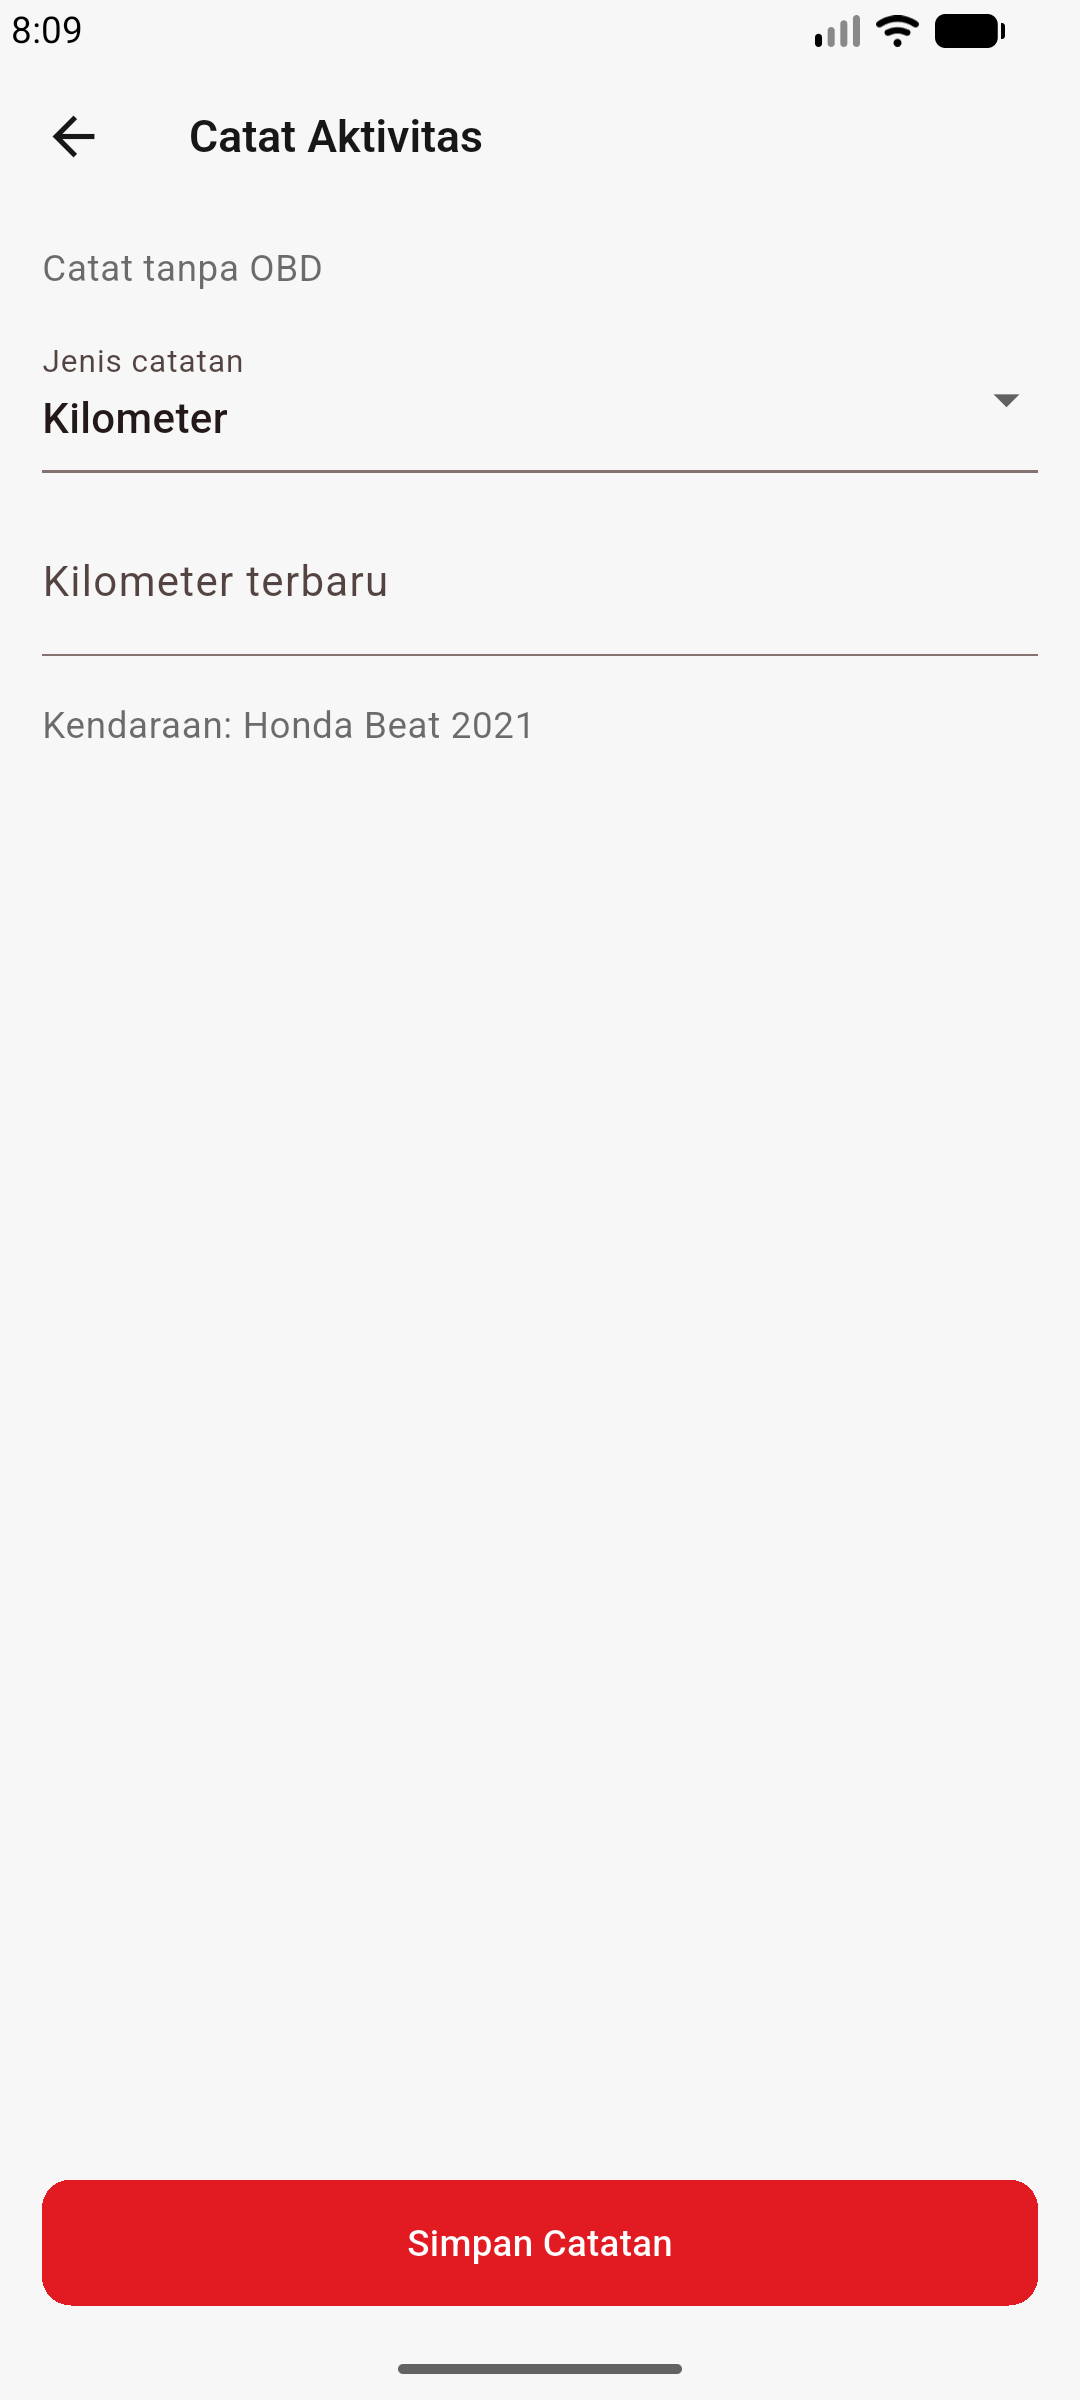 8:09
Catat Aktivitas
Catat tanpa OBD
Jenis catatan
Kilometer
Kilometer terbaru
Kendaraan: Honda Beat 2021
Simpan Catatan